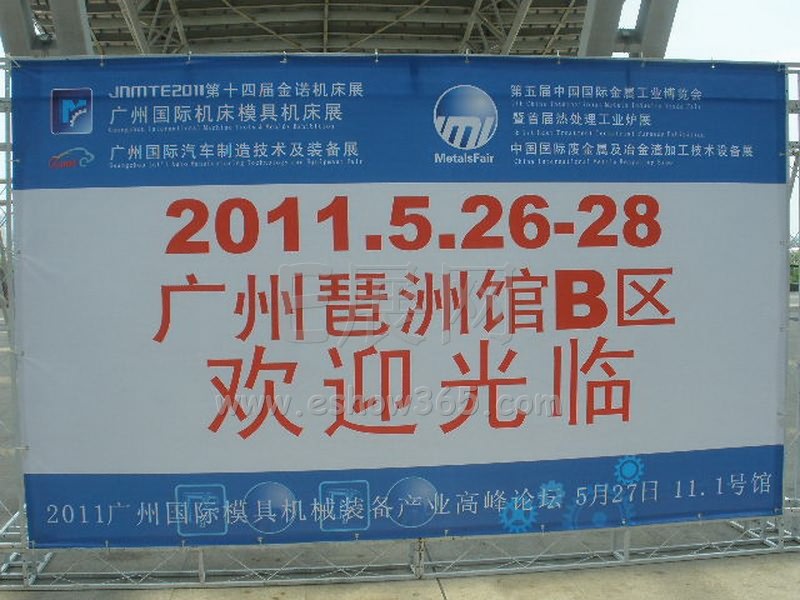 JNMTE2011第十四届金诺机床展
广州国际机床模具机床展
广州国际汽车制造技术及装备展
MetalsFair
第五届中国国际金属工业博览会
暨首届热处理工业炉展
中国国际废金属及冶金渣加工技术设备展
2011.5.26-28
广州琶洲馆B区
欢迎光临
E展网
www.eshow365.com
2011广州国际模具机械装备产业高峰论坛 5月27日 11.1号馆